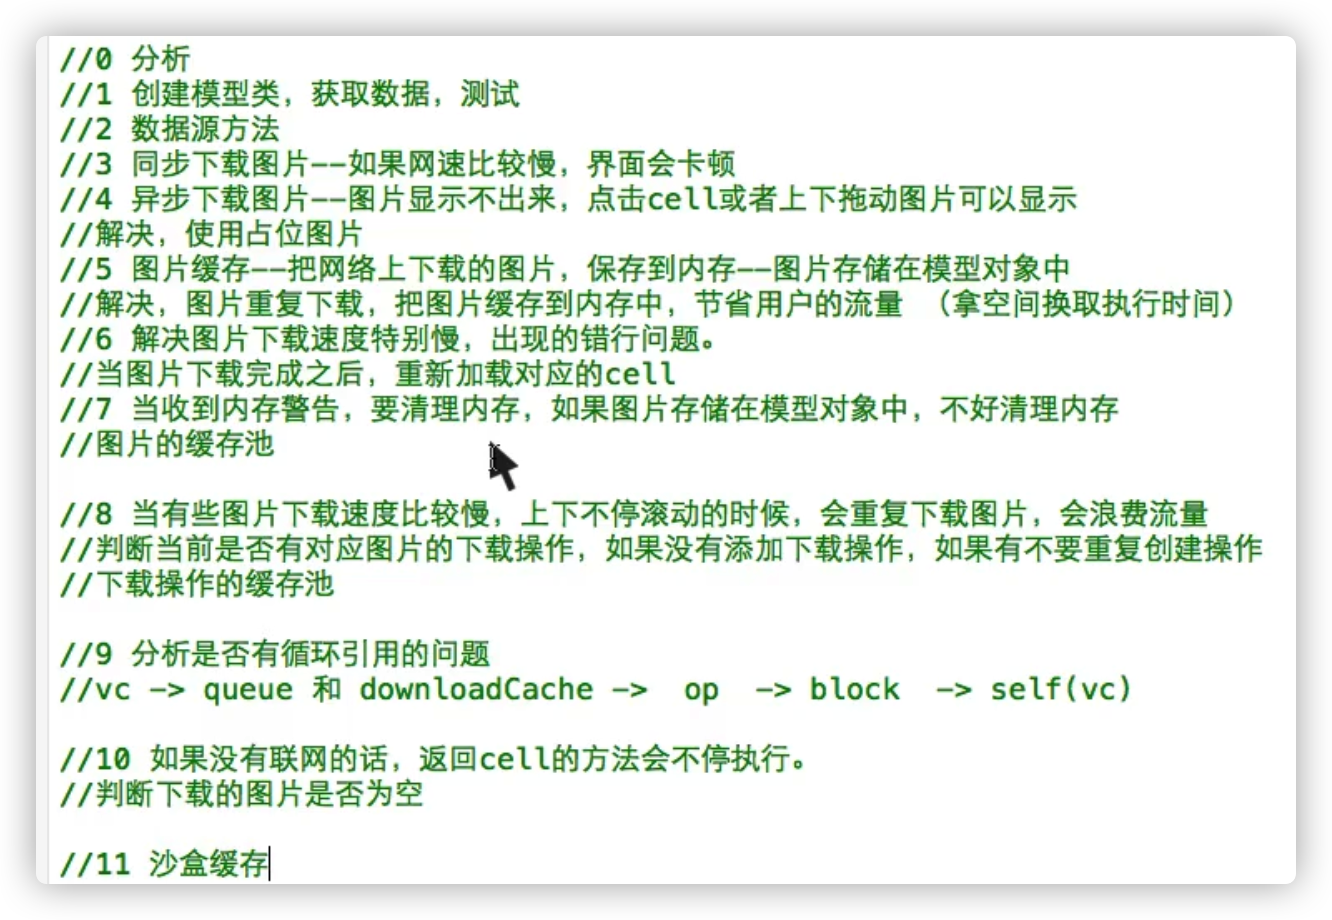 //0 分析
//1 创建模型类，获取数据，测试
//2 数据源方法
//3 同步下载图片--如果网速比较慢，界面会卡顿
//4 异步下载图片--图片显示不出来，点击cell或者上下拖动图片可以显示
//解决，使用占位图片
//5 图片缓存--把网络上下载的图片，保存到内存--图片存储在模型对象中
//解决，图片重复下载，把图片缓存到内存中，节省用户的流量 （拿空间换取执行时间）
//6 解决图片下载速度特别慢，出现的错行问题。
//当图片下载完成之后，重新加载对应的cell
//7 当收到内存警告，要清理内存，如果图片存储在模型对象中，不好清理内存
//图片的缓存池
//8 当有些图片下载速度比较慢，上下不停滚动的时候，会重复下载图片，会浪费流量
//判断当前是否有对应图片的下载操作，如果没有添加下载操作，如果有不要重复创建操作
//下载操作的缓存池
//9 分析是否有循环引用的问题
//vc -> queue 和 downloadCache ->  op  -> block  -> self(vc)
//10 如果没有联网的话，返回cell的方法会不停执行。
//判断下载的图片是否为空
//11 沙盒缓存